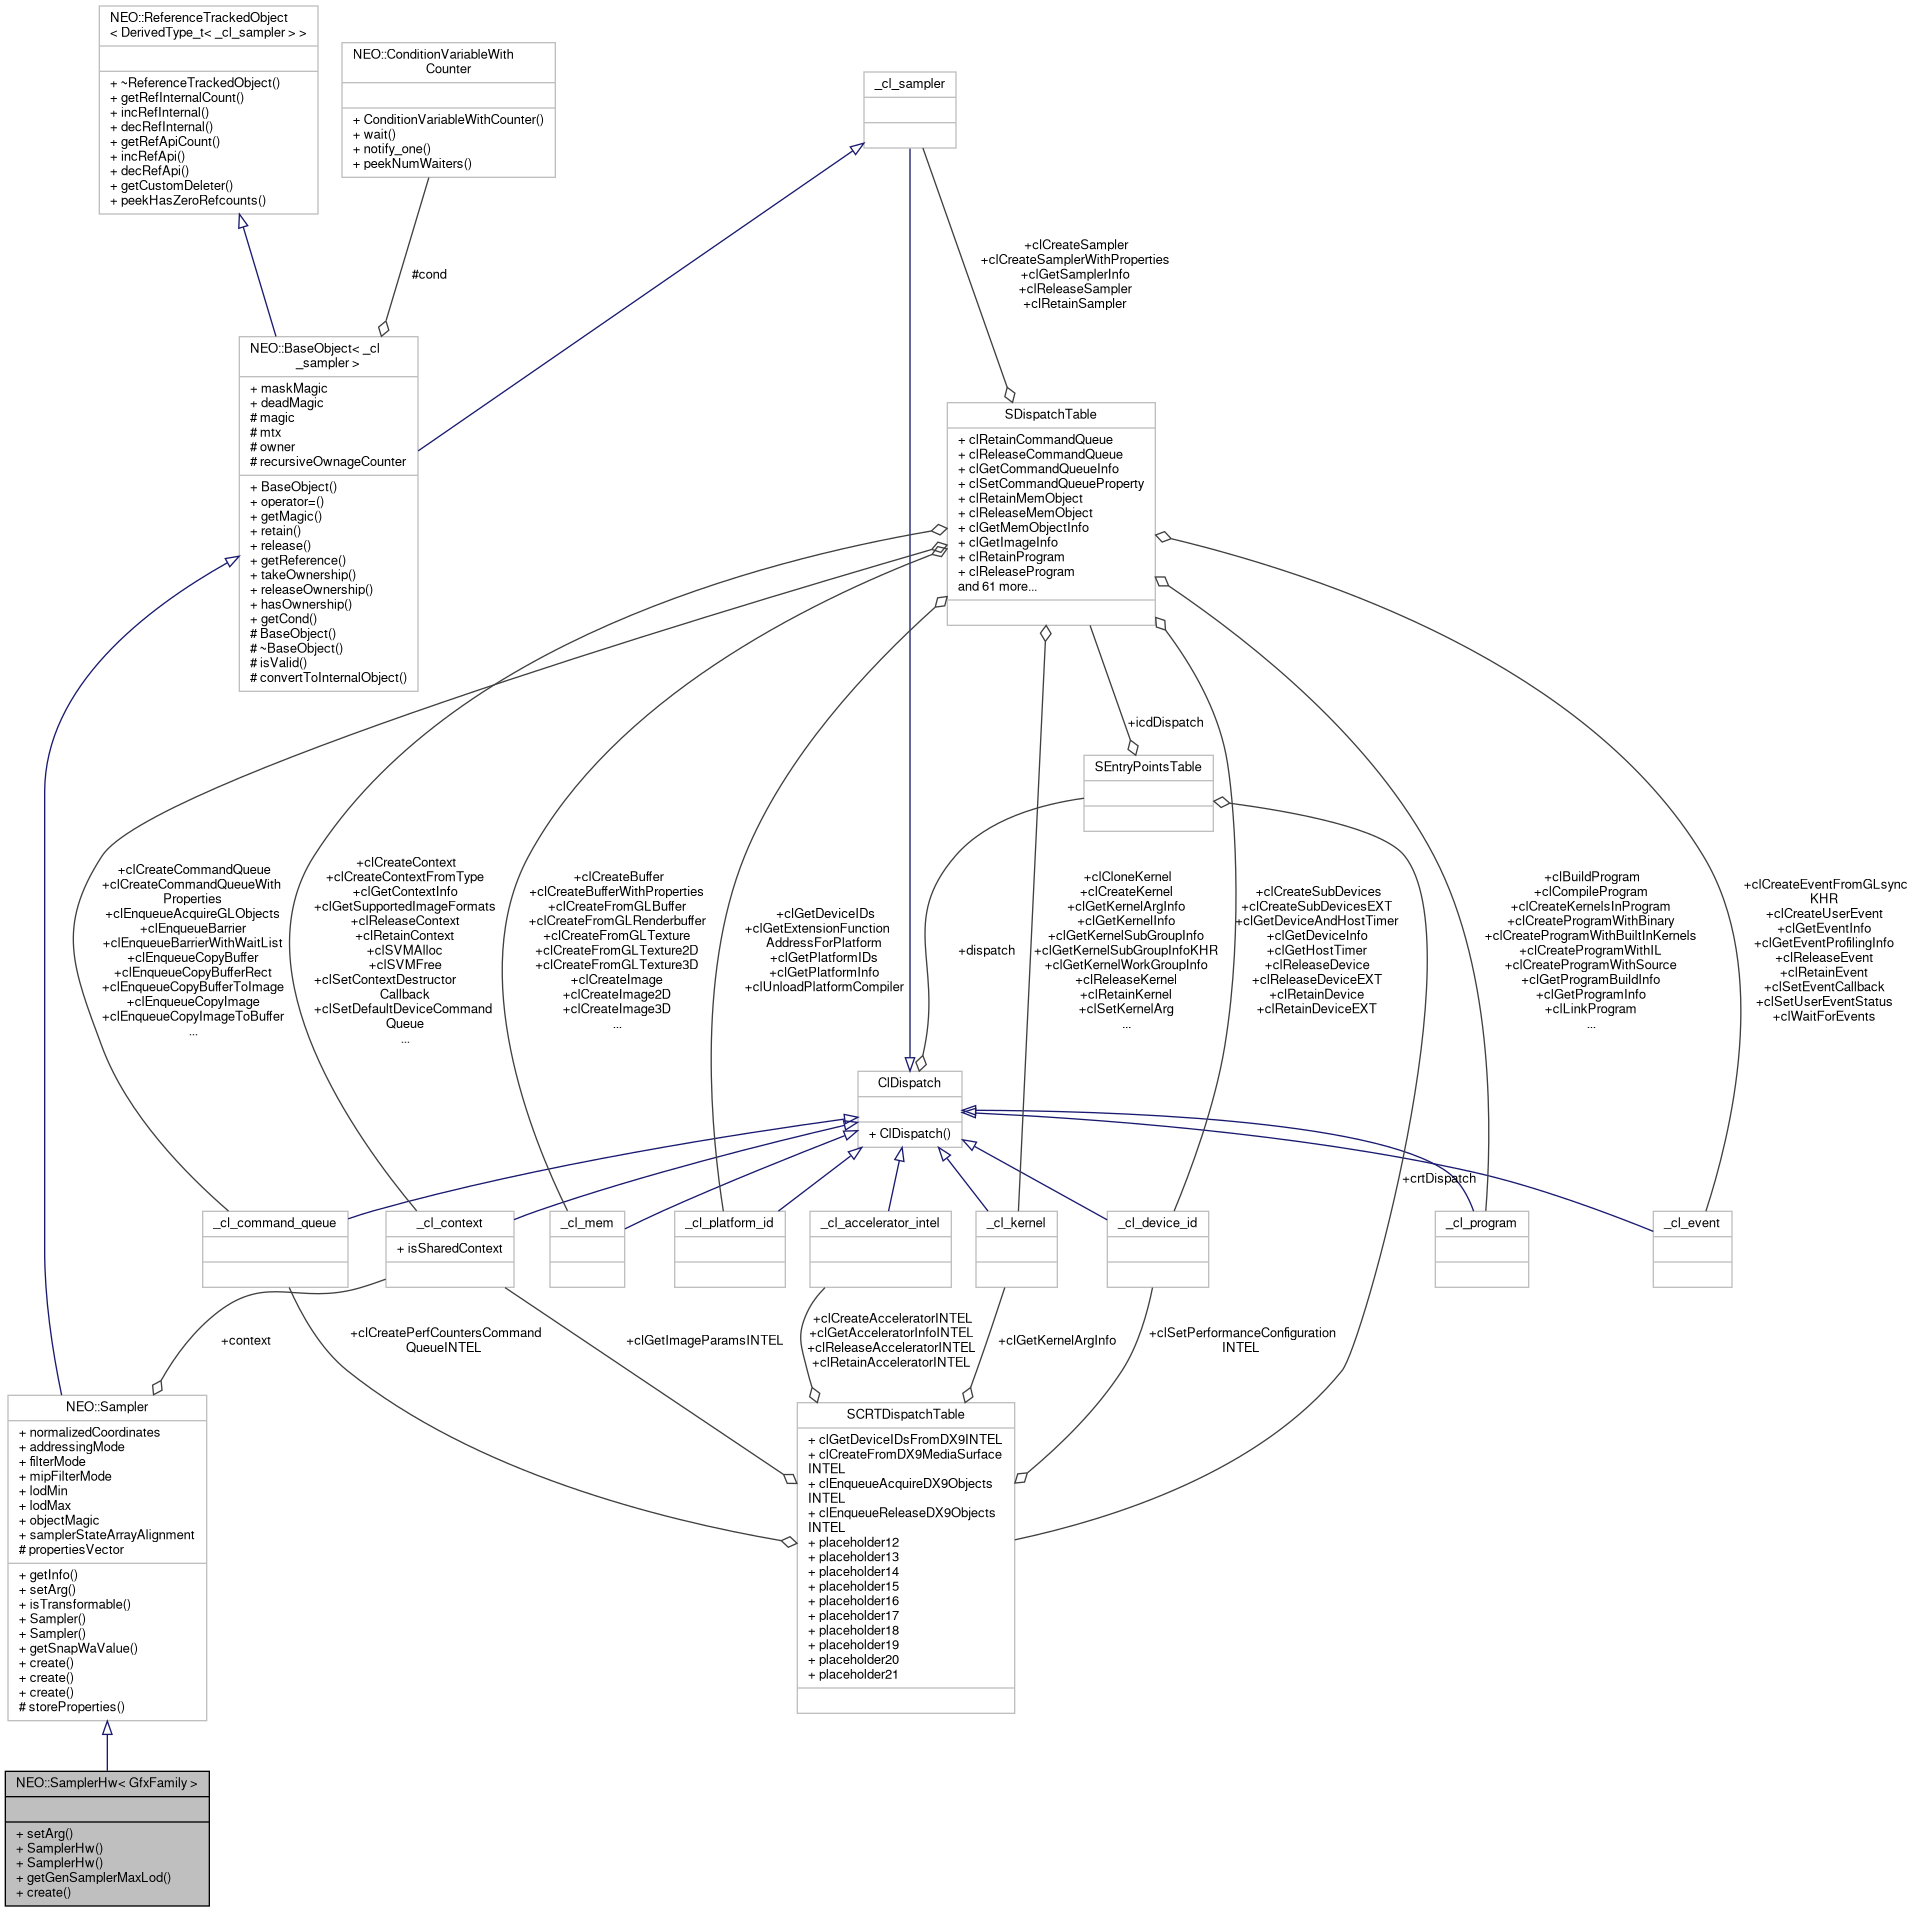 NEO::ReferenceTrackedObject
< DerivedType_t< _cl_sampler > >
+ ~ReferenceTrackedObject()
+ getRefInternalCount()
+ incRefInternal()
+ decRefInternal()
+ getRefApiCount()
+ incRefApi()
+ decRefApi()
+ getCustomDeleter()
+ peekHasZeroRefcounts()
NEO::ConditionVariableWith
Counter
+ ConditionVariableWithCounter()
+ wait()
+ notify_one()
+ peekNumWaiters()
_cl_sampler
#cond
+clCreateSampler
+clCreateSamplerWithProperties
+clGetSamplerInfo
+clReleaseSampler
+clRetainSampler
NEO::BaseObject< _cl
_sampler >
+ maskMagic
+ deadMagic
# magic
# mtx
# owner
# recursiveOwnageCounter
+ BaseObject()
+ operator=()
+ getMagic()
+ retain()
+ release()
+ getReference()
+ takeOwnership()
+ releaseOwnership()
+ hasOwnership()
+ getCond()
# BaseObject()
# ~BaseObject()
# isValid()
# convertToInternalObject()
SDispatchTable
+ clRetainCommandQueue
+ clReleaseCommandQueue
+ clGetCommandQueueInfo
+ clSetCommandQueueProperty
+ clRetainMemObject
+ clReleaseMemObject
+ clGetMemObjectInfo
+ clGetImageInfo
+ clRetainProgram
+ clReleaseProgram
and 61 more...
+icdDispatch
SEntryPointsTable
+clCreateCommandQueue
+clCreateCommandQueueWith
Properties
+clEnqueueAcquireGLObjects
+clEnqueueBarrier
+clEnqueueBarrierWithWaitList
+clEnqueueCopyBuffer
+clEnqueueCopyBufferRect
+clEnqueueCopyBufferToImage
+clEnqueueCopyImage
+clEnqueueCopyImageToBuffer
...
+clCreateContext
+clCreateContextFromType
+clGetContextInfo
+clGetSupportedImageFormats
+clReleaseContext
+clRetainContext
+clSVMAlloc
+clSVMFree
+clSetContextDestructor
Callback
+clSetDefaultDeviceCommand
Queue
...
+clCreateBuffer
+clCreateBufferWithProperties
+clCreateFromGLBuffer
+clCreateFromGLRenderbuffer
+clCreateFromGLTexture
+clCreateFromGLTexture2D
+clCreateFromGLTexture3D
+clCreateImage
+clCreateImage2D
+clCreateImage3D
...
+clGetDeviceIDs
+clGetExtensionFunction
AddressForPlatform
+clGetPlatformIDs
+clGetPlatformInfo
+clUnloadPlatformCompiler
+dispatch
+clCloneKernel
+clCreateKernel
+clGetKernelArgInfo
+clGetKernelInfo
+clGetKernelSubGroupInfo
+clGetKernelSubGroupInfoKHR
+clGetKernelWorkGroupInfo
+clReleaseKernel
+clRetainKernel
+clSetKernelArg
...
+clCreateSubDevices
+clCreateSubDevicesEXT
+clGetDeviceAndHostTimer
+clGetDeviceInfo
+clGetHostTimer
+clReleaseDevice
+clReleaseDeviceEXT
+clRetainDevice
+clRetainDeviceEXT
+clBuildProgram
+clCompileProgram
+clCreateKernelsInProgram
+clCreateProgramWithBinary
+clCreateProgramWithBuiltInKernels
+clCreateProgramWithIL
+clCreateProgramWithSource
+clGetProgramBuildInfo
+clGetProgramInfo
+clLinkProgram
...
+clCreateEventFromGLsync
KHR
+clCreateUserEvent
+clGetEventInfo
+clGetEventProfilingInfo
+clReleaseEvent
+clRetainEvent
+clSetEventCallback
+clSetUserEventStatus
+clWaitForEvents
ClDispatch
+ ClDispatch()
+crtDispatch
_cl_command_queue
_cl_context
+ isSharedContext
_cl_mem
_cl_platform_id
_cl_accelerator_intel
_cl_kernel
_cl_device_id
_cl_program
_cl_event
+context
+clCreatePerfCountersCommand
QueueINTEL
+clGetImageParamsINTEL
+clCreateAcceleratorINTEL
+clGetAcceleratorInfoINTEL
+clReleaseAcceleratorINTEL
+clRetainAcceleratorINTEL
+clGetKernelArgInfo
+clSetPerformanceConfiguration
INTEL
NEO::Sampler
+ normalizedCoordinates
+ addressingMode
+ filterMode
+ mipFilterMode
+ lodMin
+ lodMax
+ objectMagic
+ samplerStateArrayAlignment
# propertiesVector
+ getInfo()
+ setArg()
+ isTransformable()
+ Sampler()
+ Sampler()
+ getSnapWaValue()
+ create()
+ create()
+ create()
# storeProperties()
SCRTDispatchTable
+ clGetDeviceIDsFromDX9INTEL
+ clCreateFromDX9MediaSurface
INTEL
+ clEnqueueAcquireDX9Objects
INTEL
+ clEnqueueReleaseDX9Objects
INTEL
+ placeholder12
+ placeholder13
+ placeholder14
+ placeholder15
+ placeholder16
+ placeholder17
+ placeholder18
+ placeholder19
+ placeholder20
+ placeholder21
NEO::SamplerHw< GfxFamily >
+ setArg()
+ SamplerHw()
+ SamplerHw()
+ getGenSamplerMaxLod()
+ create()